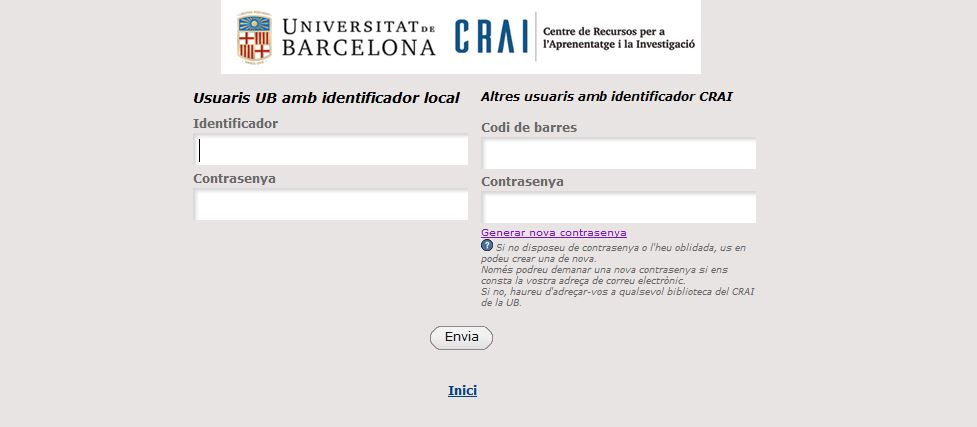 UNIVERSITAT DE
BARCELONA
CRAI
Centre de Recursos per a
l'Aprenentatge i la Investigació
Usuaris UB amb identificador local
Identificador
Contrasenya
Altres usuaris amb identificador CRAI
Codi de barres
Contrasenya
Generar nova contrasenya
? Si no disposeu de contrasenya o l'heu oblidada, us en
podeu crear una de nova.
Només podreu demanar una nova contrasenya si ens
consta la vostra adreça de correu electrònic.
Si no, haureu d'adreçar-vos a qualsevol biblioteca del CRAI
de la UB.
Envia
Inici